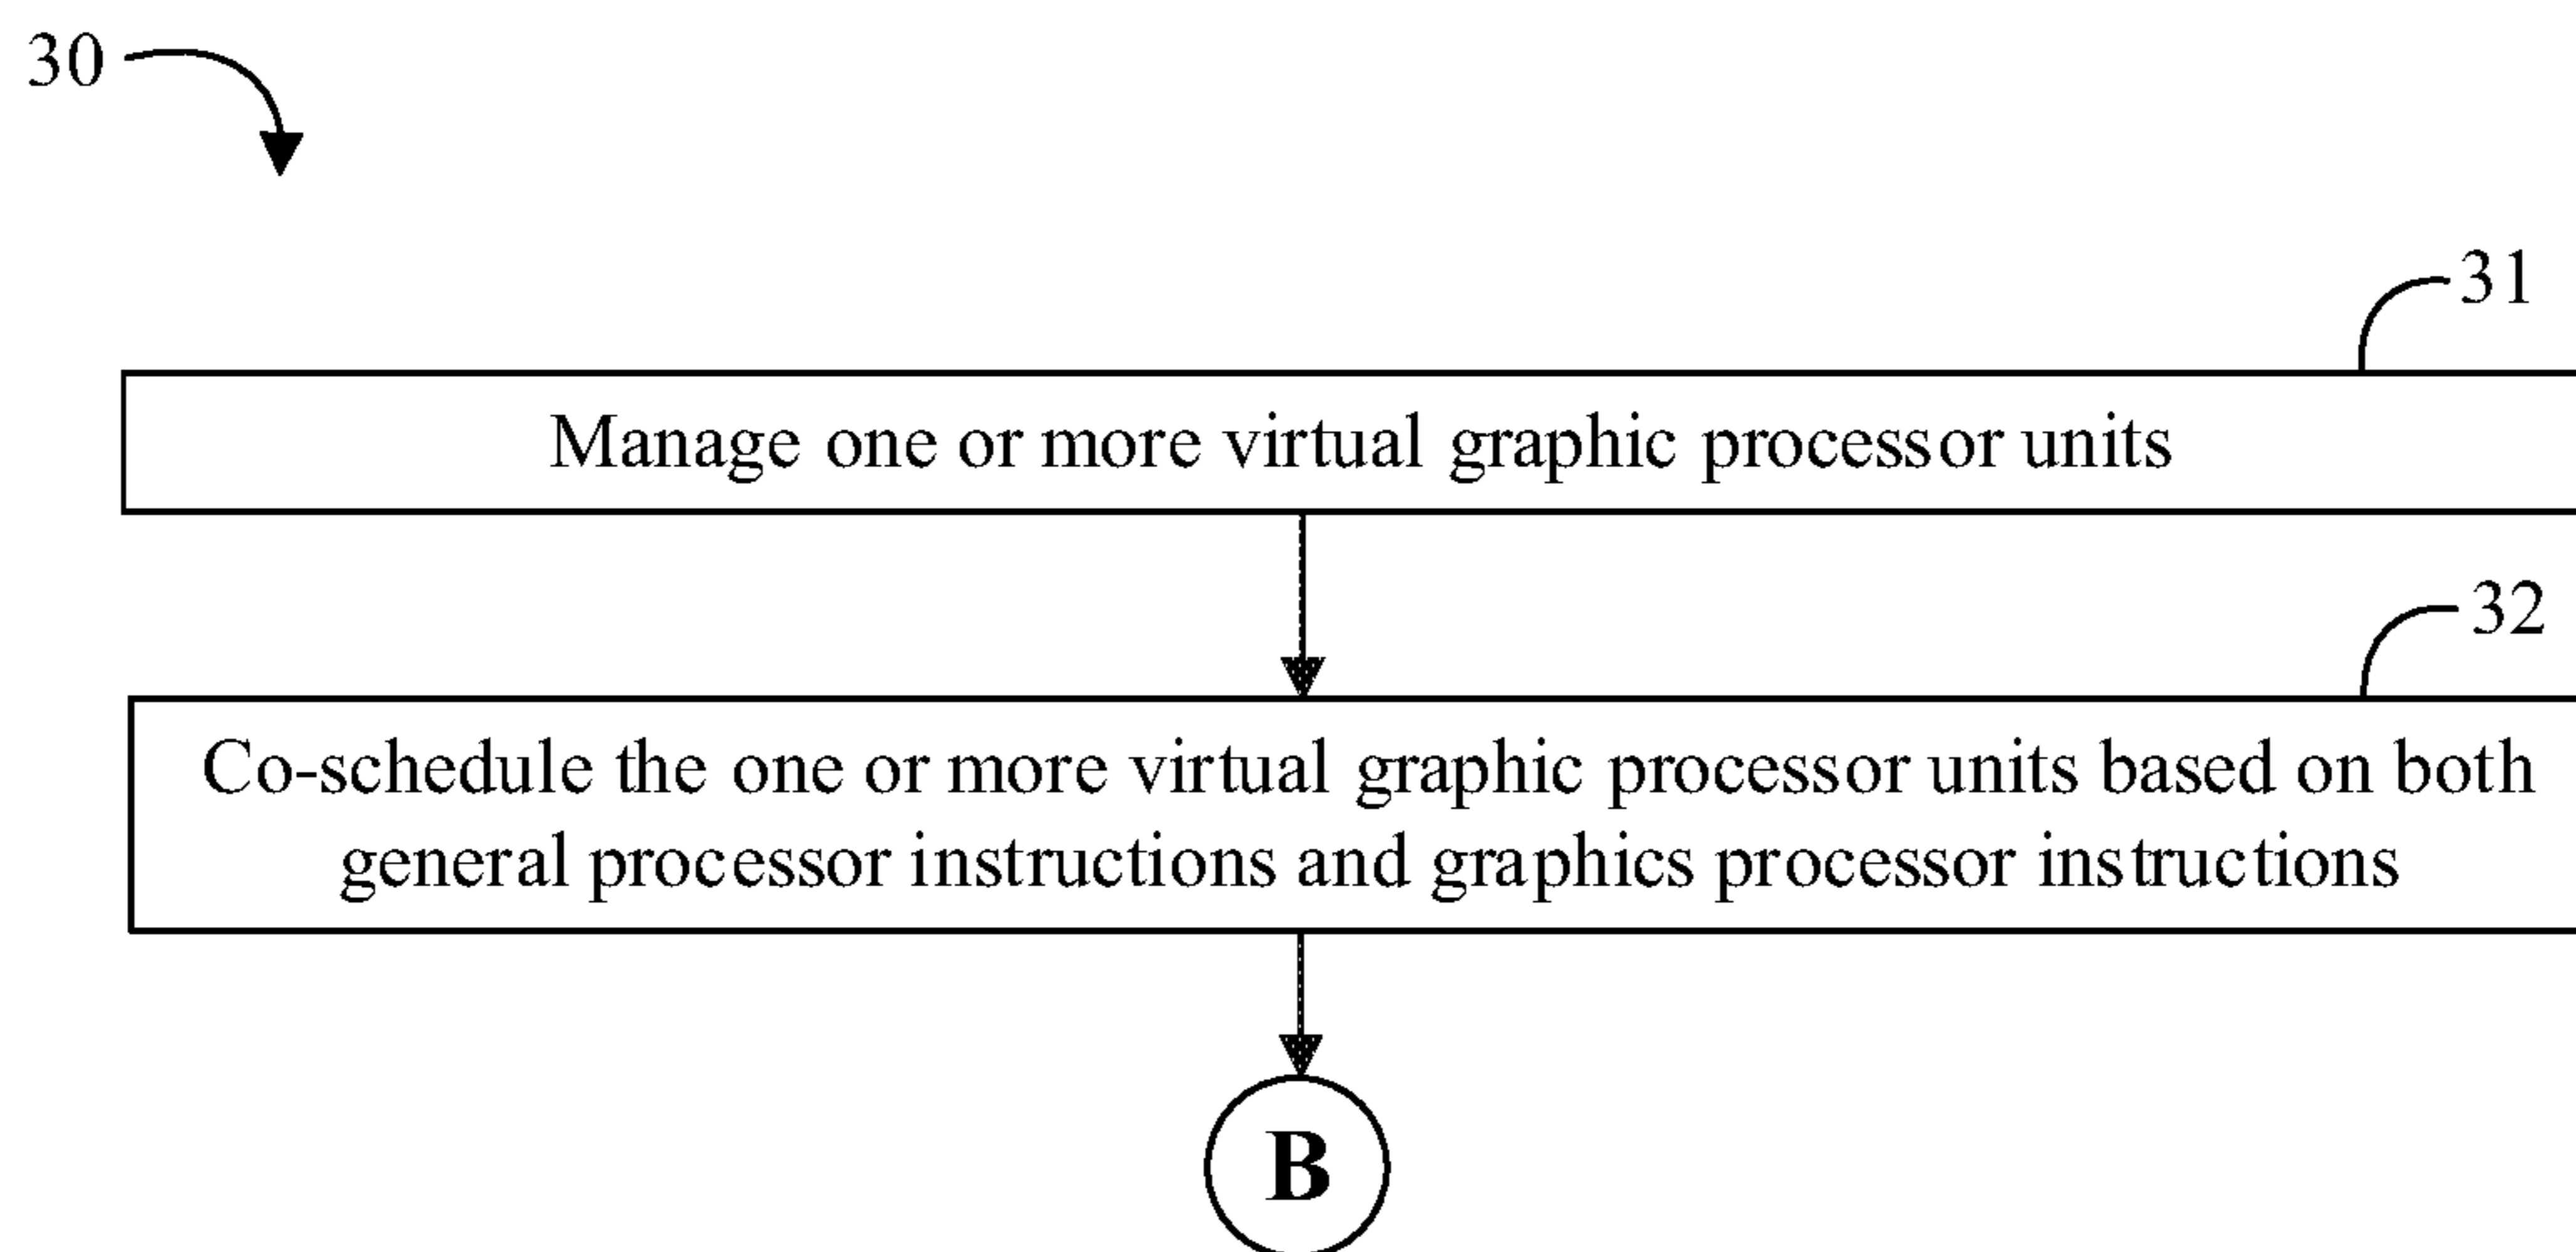 30
31
Manage one or more virtual graphic processor units
32
Co-schedule the one or more virtual graphic processor units based on both
general processor instructions and graphics processor instructions
B